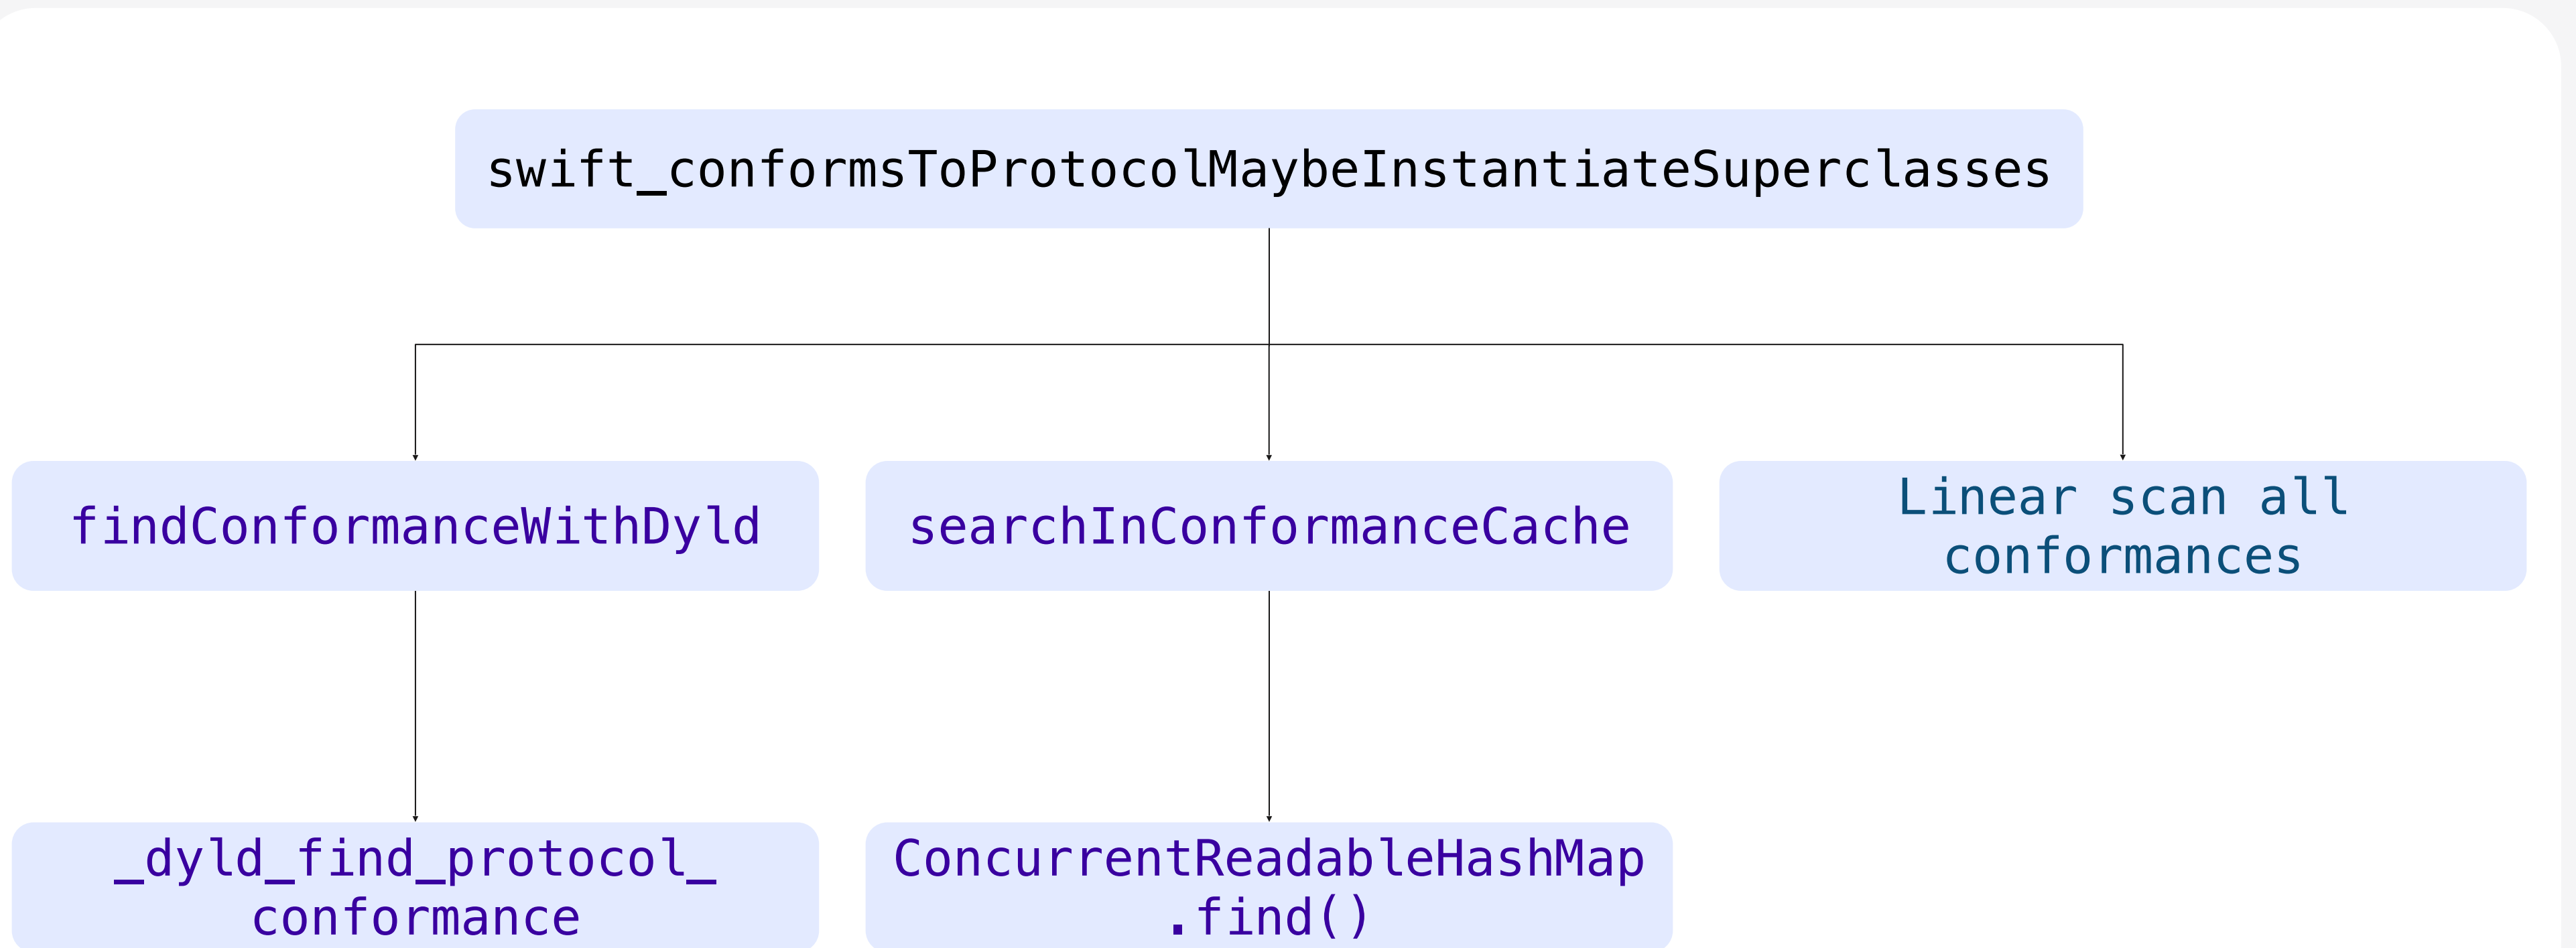 swift_conformsToProtocolMaybeInstantiateSuperclasses
findConformanceWithDyld
searchInConformanceCache
Linear scan all
conformances
_dyld_find_protocol_
conformance
ConcurrentReadableHashMap
.find()